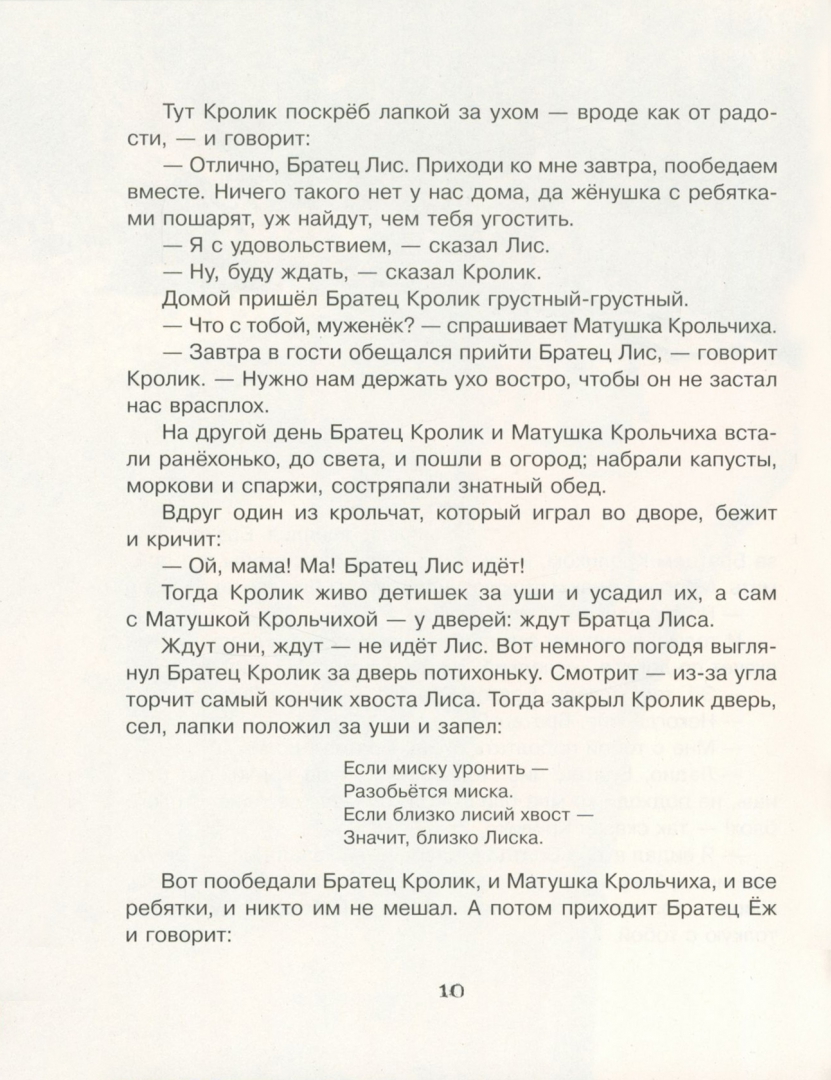 Тут Кролик поскрёб лапкой за ухом — вроде как от радо-
сти, — и говорит:
— Отлично, Братец Лис. Приходи ко мне завтра, пообедаем
вместе. Ничего такого нет у нас дома, да жёнушка с ребятка-
ми пошарят, уж найдут, чем тебя угостить.
— Я с удовольствием, — сказал Лис.
— Ну, буду ждать, — сказал Кролик.
Домой пришёл Братец Кролик грустный-грустный.
— Что с тобой, муженёк? — спрашивает Матушка Крольчиха.
— Завтра в гости обещался прийти Братец Лис, — говорит
Кролик. — Нужно нам держать ухо востро, чтобы он не застал
нас врасплох.
На другой день Братец Кролик и Матушка Крольчиха вста-
ли ранёхонько, до света, и пошли в огород; набрали капусты,
моркови и спаржи, состряпали знатный обед.
Вдруг один из крольчат, который играл во дворе, бежит
и кричит:
— Ой, мама! Ма! Братец Лис идёт!
Тогда Кролик живо детишек за уши и усадил их, а сам
с Матушкой Крольчихой — у дверей: ждут Братца Лиса.
Ждут они, ждут — не идёт Лис. Вот немного погодя выгля-
нул Братец Кролик за дверь потихоньку. Смотрит — из-за угла
торчит самый кончик хвоста Лиса. Тогда закрыл Кролик дверь,
сел, лапки положил за уши и запел:
Если миску уронить —
Разобьётся миска.
Если близко лисий хвост —
Значит, близко Лиска.
Вот пообедали Братец Кролик, и Матушка Крольчиха, и все
ребятки, и никто им не мешал. А потом приходит Братец Ёж
и говорит:
10